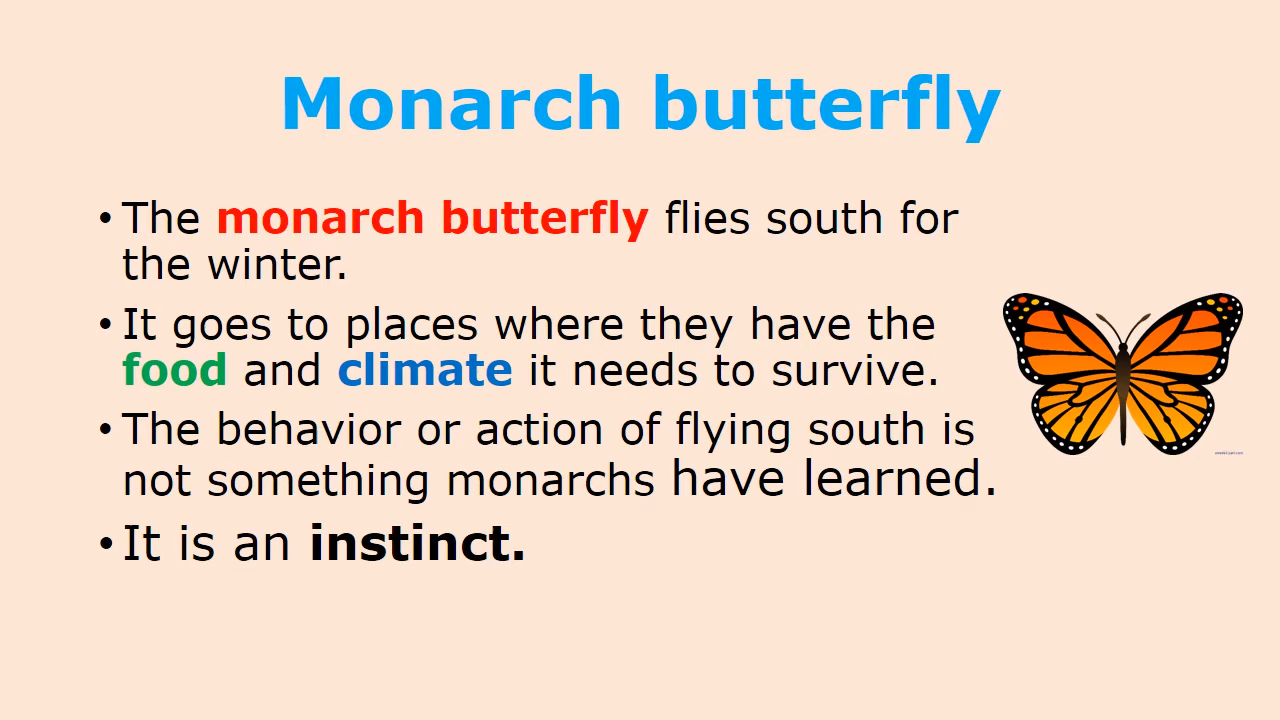 Monarch butterfly
• The monarch butterfly flies south for
the winter.
• It goes to places where they have the
food and climate it needs to survive.
• The behavior or action of flying south is
not something monarchs have learned.
• It is an instinct.